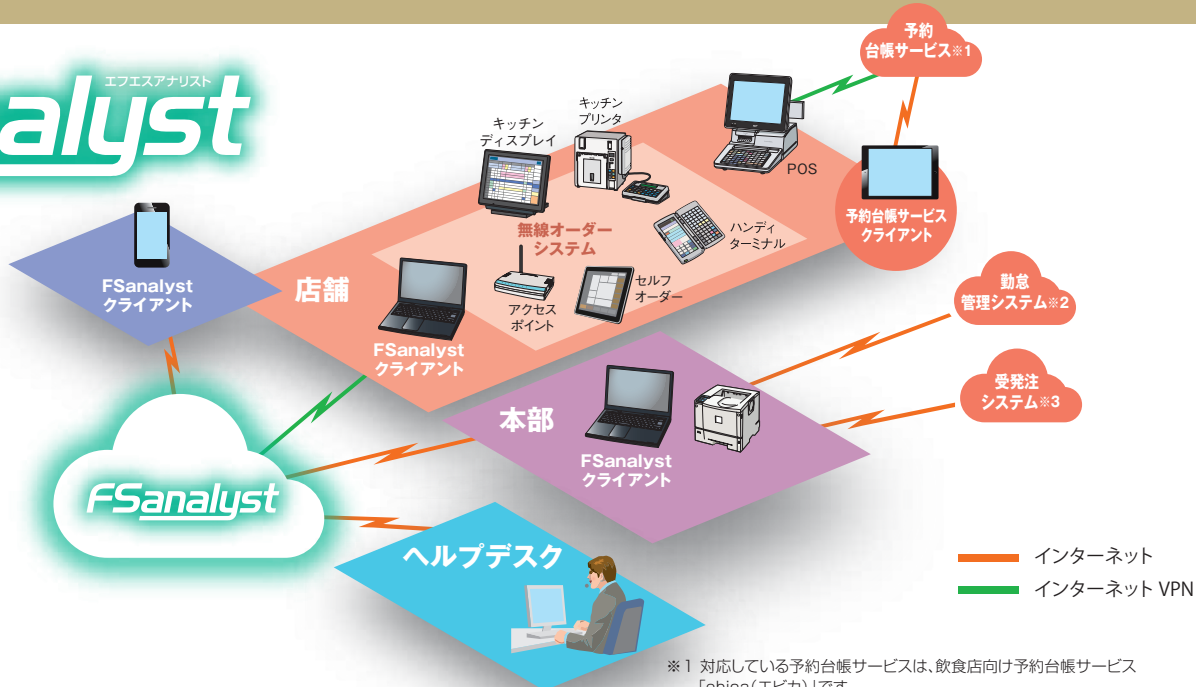 エフエスアナリスト
alyst
予約
台帳サービス※1
キッチン
プリンタ
キッチン
ディスプレイ
POS
予約台帳サービス
クライアント
無線オーダー
システム
ハンディ
ターミナル
セルフ
オーダー
アクセス
ポイント
店舗
FSanalyst
クライアント
FSanalyst
クライアント
勤怠
管理システム※2
受発注
システム※3
本部
FSanalyst
クライアント
FSanalyst
ヘルプデスク
インターネット
インターネット VPN
※1 対応している予約台帳サービスは、飲食店向け予約台帳サービス
「ebica(エビカ)」です